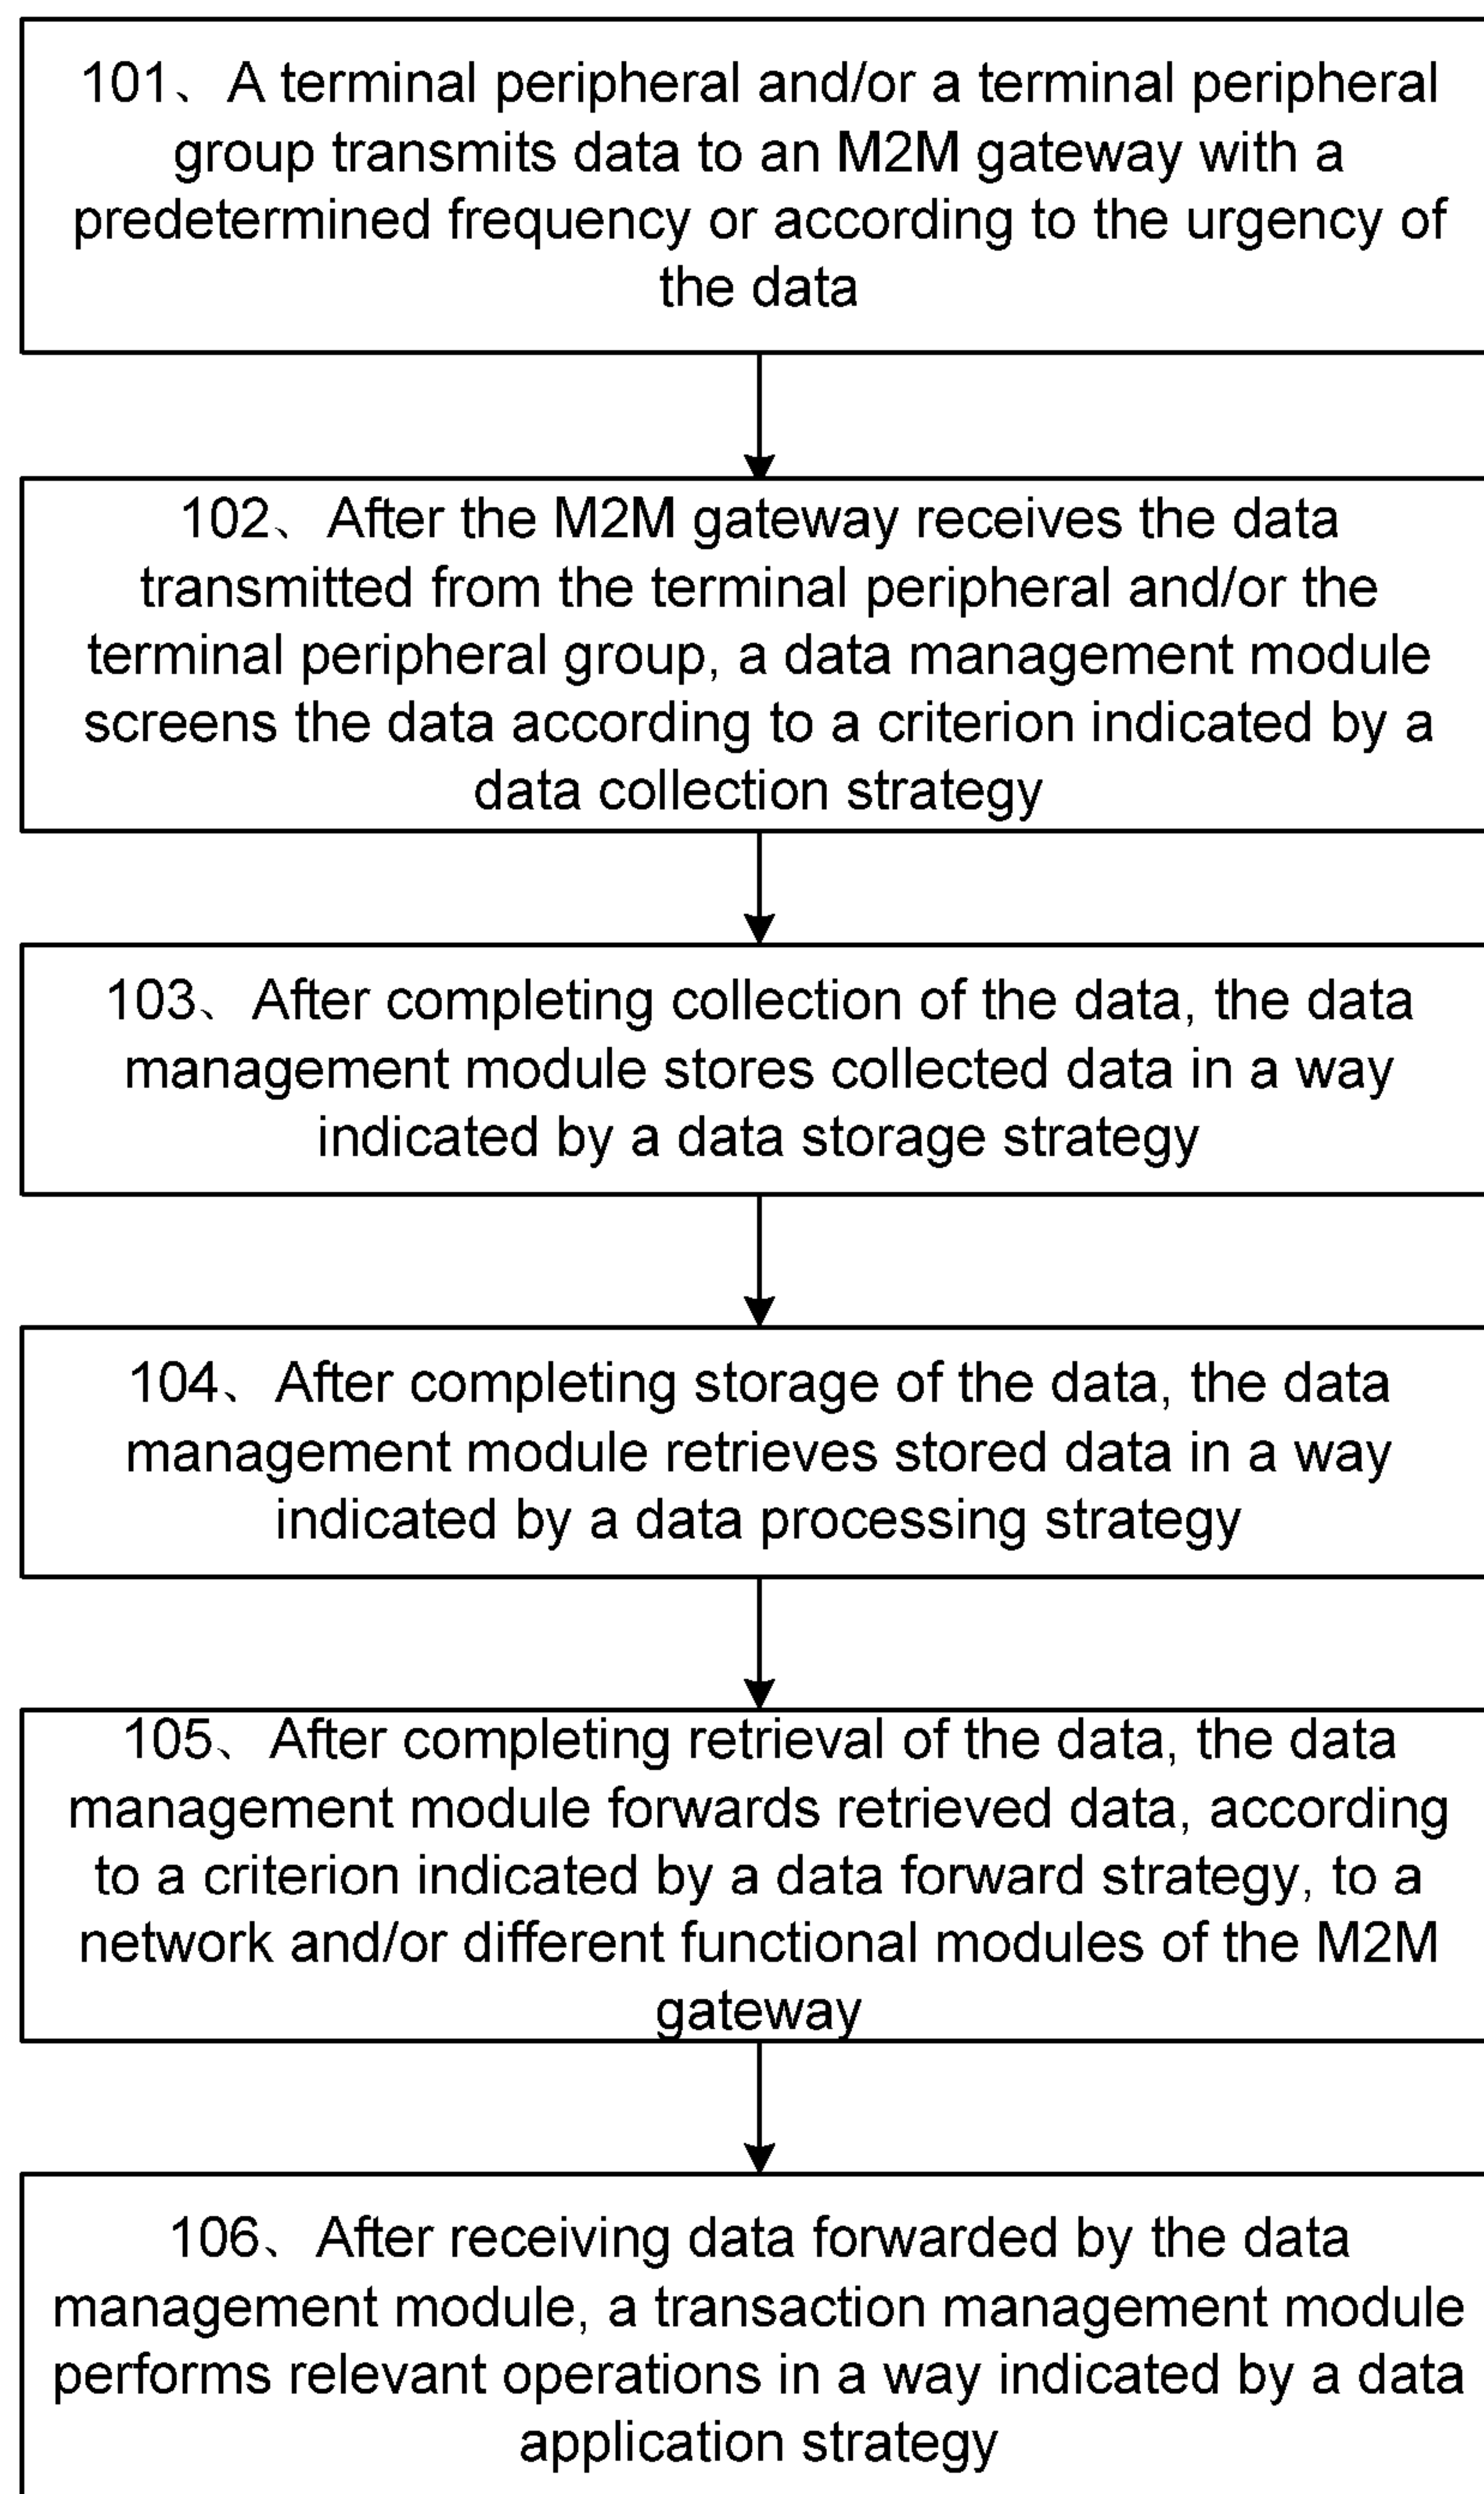 101、A terminal peripheral and/or a terminal peripheral
group transmits data to an M2M gateway with a
predetermined frequency or according to the urgency of
the data
102、After the M2M gateway receives the data
transmitted from the terminal peripheral and/or the
terminal peripheral group, a data management module
screens the data according to a criterion indicated by a
data collection strategy
103、After completing collection of the data, the data
management module stores collected data in a way
indicated by a data storage strategy
104、After completing storage of the data, the data
management module retrieves stored data in a way
indicated by a data processing strategy
105、After completing retrieval of the data, the data
management module forwards retrieved data, according
to a criterion indicated by a data forward strategy, to a
network and/or different functional modules of the M2M
gateway
106、After receiving data forwarded by the data
management module, a transaction management module
performs relevant operations in a way indicated by a data
application strategy